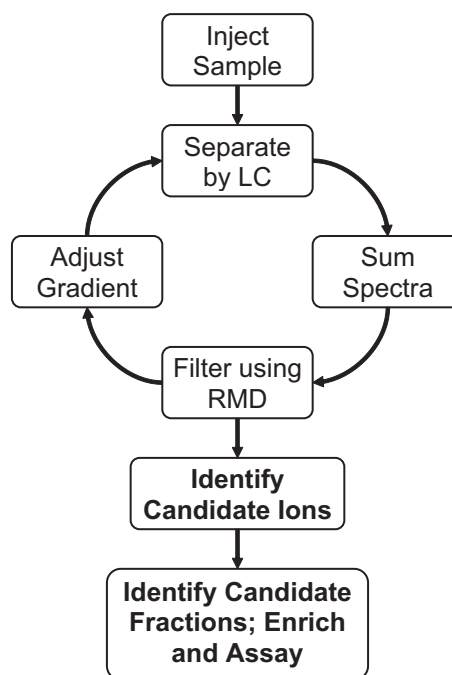 Inject
Sample
Separate
by LC
Adjust
Gradient
Sum
Spectra
Filter using
RMD
Identify
Candidate Ions
Identify Candidate
Fractions; Enrich
and Assay